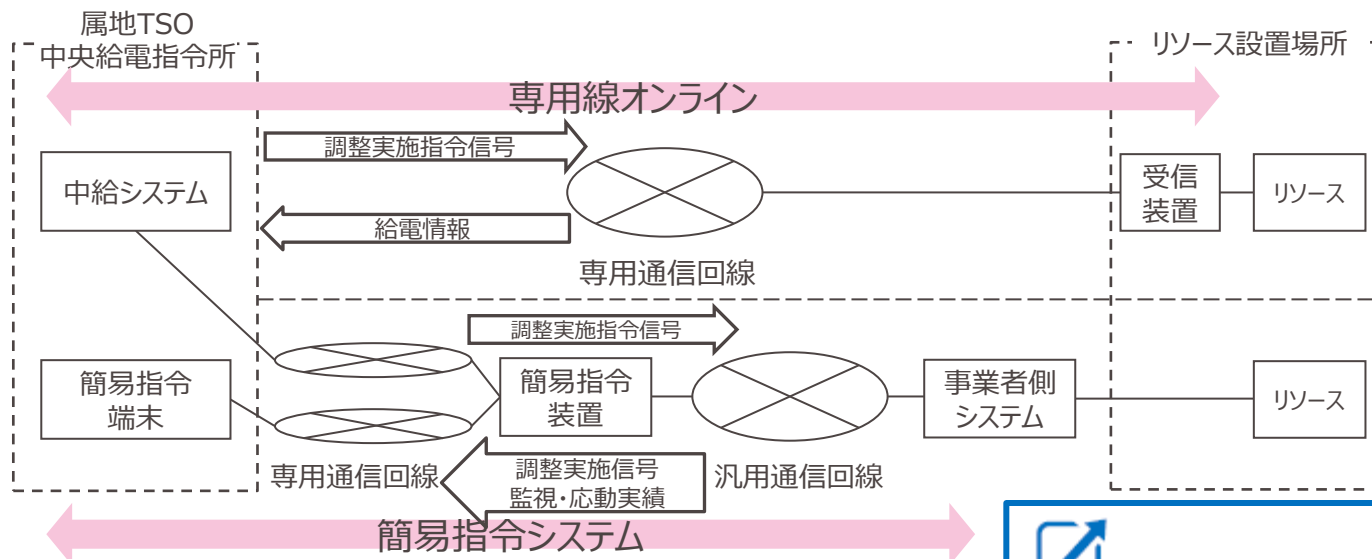 属地TSO
中央給電指令所
リソース設置場所
専用線オンライン
調整実施指令信号
中給システム
受信
装置
リソース
給電情報
専用通信回線
調整実施指令信号
簡易指令
端末
簡易指令
装置
事業者側
システム
リソース
専用通信回線
調整実施信号
監視・応動実績
汎用通信回線
簡易指令システム